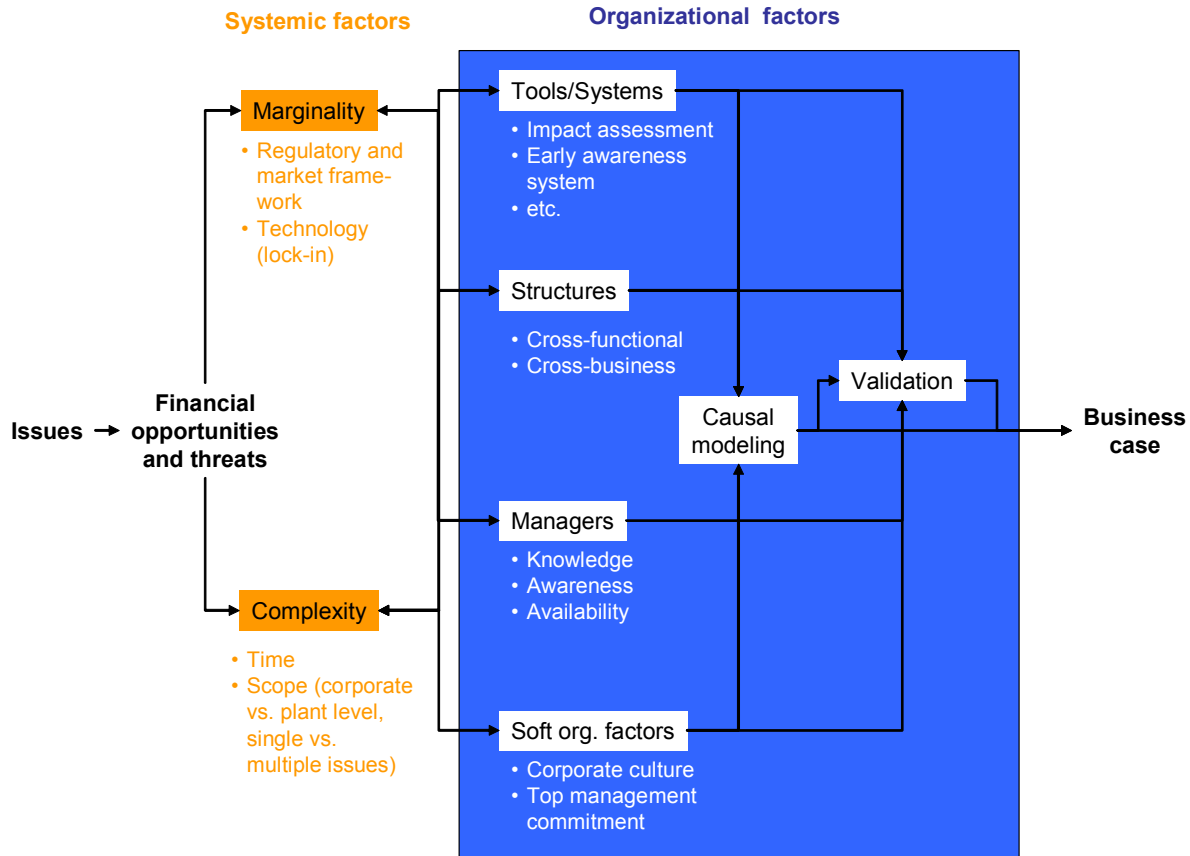 Systemic factors
Organizational factors
Marginality
• Regulatory and
market frame-
work
• Technology
(lock-in)
Tools/Systems
• Impact assessment
• Early awareness
system
• etc.
Structures
• Cross-functional
• Cross-business
Validation
Issues
Financial
opportunities
and threats
Causal
modeling
Business
case
Managers
• Knowledge
• Awareness
• Availability
Complexity
• Time
• Scope (corporate
vs. plant level,
single vs.
multiple issues)
Soft org. factors
• Corporate culture
• Top management
commitment